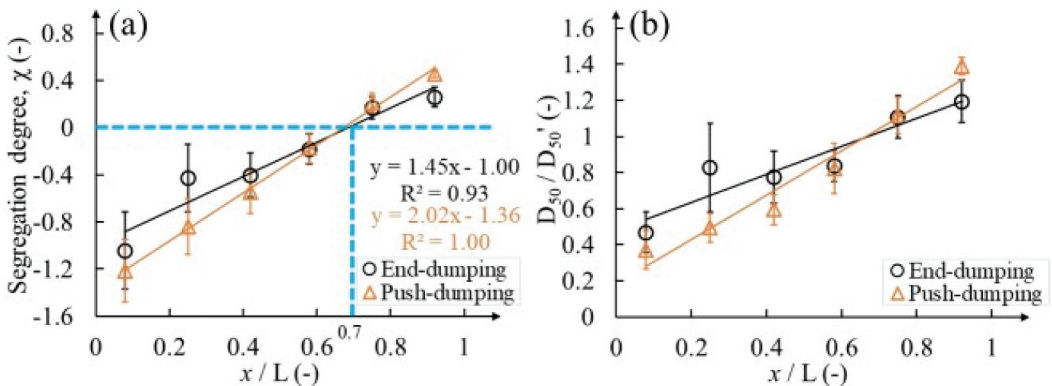 (a)
Segregation degree, χ (-)
0.8
0.4
0
-0.4
-0.8
-1.2
-1.6
y = 1.45x - 1.00
R² = 0.93
y = 2.02x - 1.36
R² = 1.00
End-dumping
Push-dumping
0.7
0
0.2
0.4
0.6
0.8
1
x / L (-)
(b)
D50 / D50' (-)
1.6
1.4
1.2
1
0.8
0.6
0.4
0.2
0
End-dumping
Push-dumping
0
0.2
0.4
0.6
0.8
1
x / L (-)